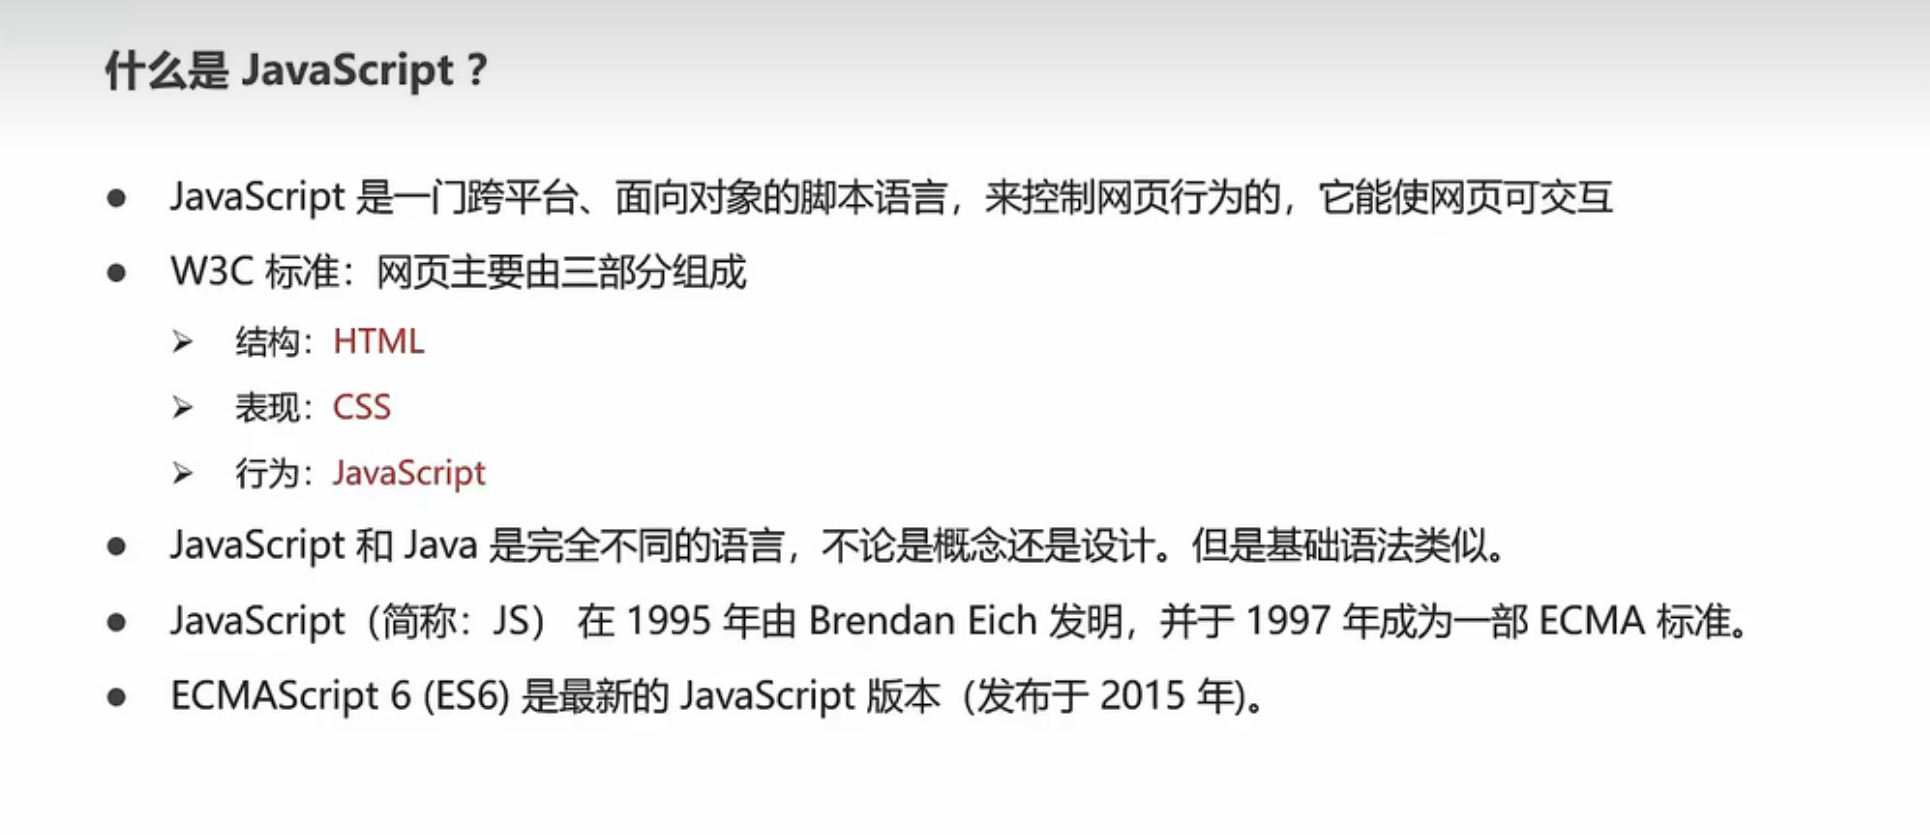 什么是 JavaScript？
● JavaScript 是一门跨平台、面向对象的脚本语言，来控制网页行为的，它能使网页可交互
● W3C 标准：网页主要由三部分组成
➢ 结构：HTML
➢ 表现：CSS
➢ 行为：JavaScript
● JavaScript 和 Java 是完全不同的语言，不论是概念还是设计。但是基础语法类似。
● JavaScript（简称：JS） 在 1995 年由 Brendan Eich 发明，并于 1997 年成为一部 ECMA 标准。
● ECMAScript 6 (ES6) 是最新的 JavaScript 版本（发布于 2015 年)。